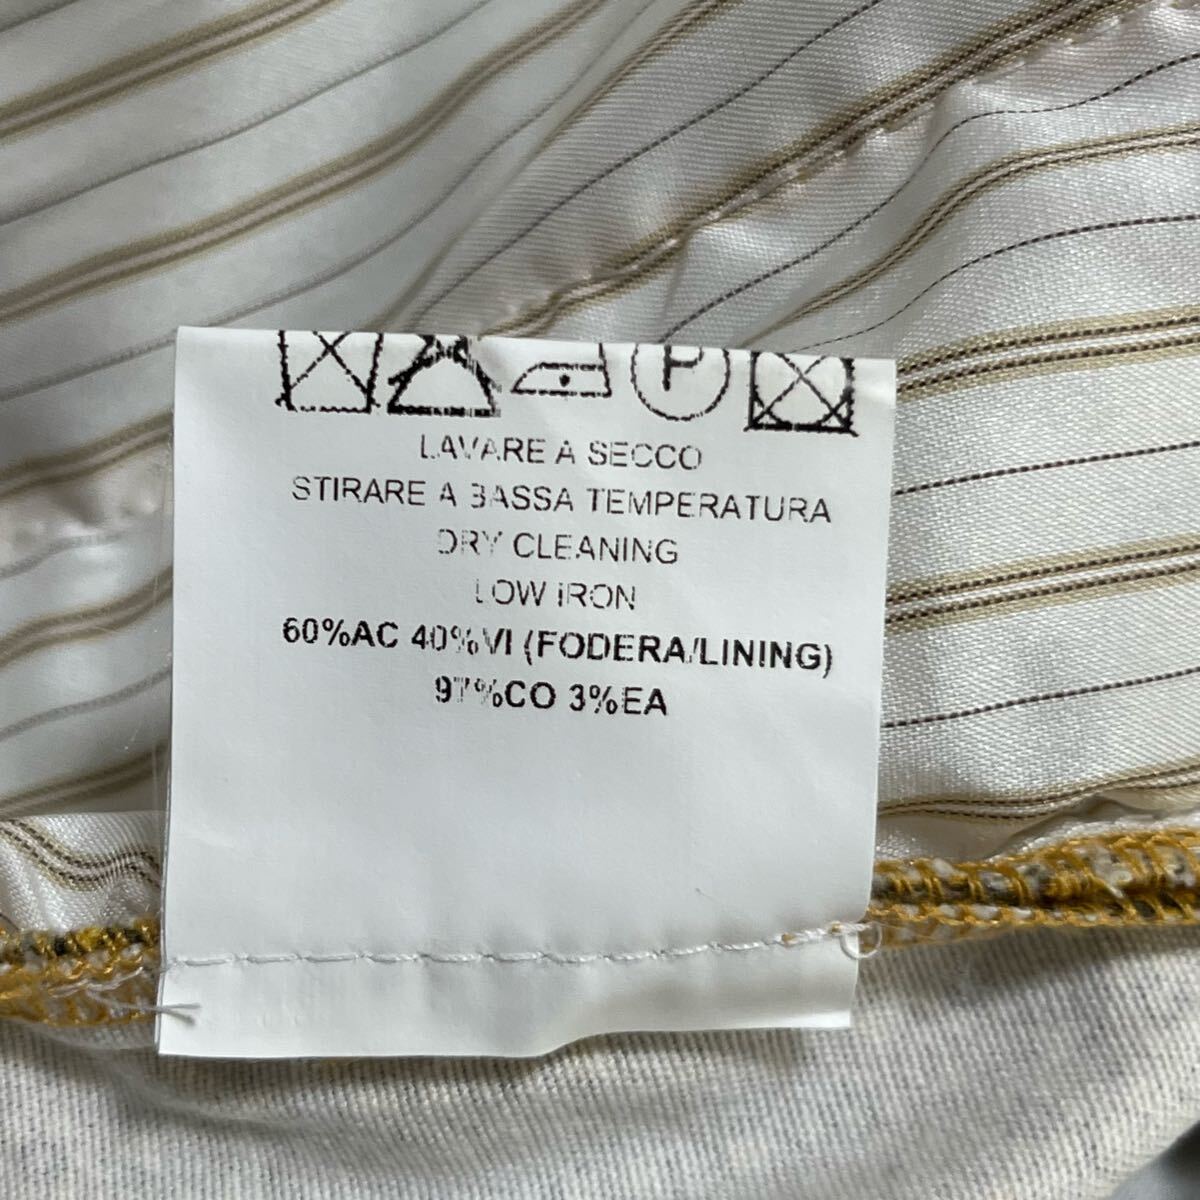 P
LAVARE A SECCO
STIRARE A BASSA TEMPERATURA
DRY CLEANING
LOW IRON
60%AC 40%VI (FODERA/LINING)
97%CO 3%EA